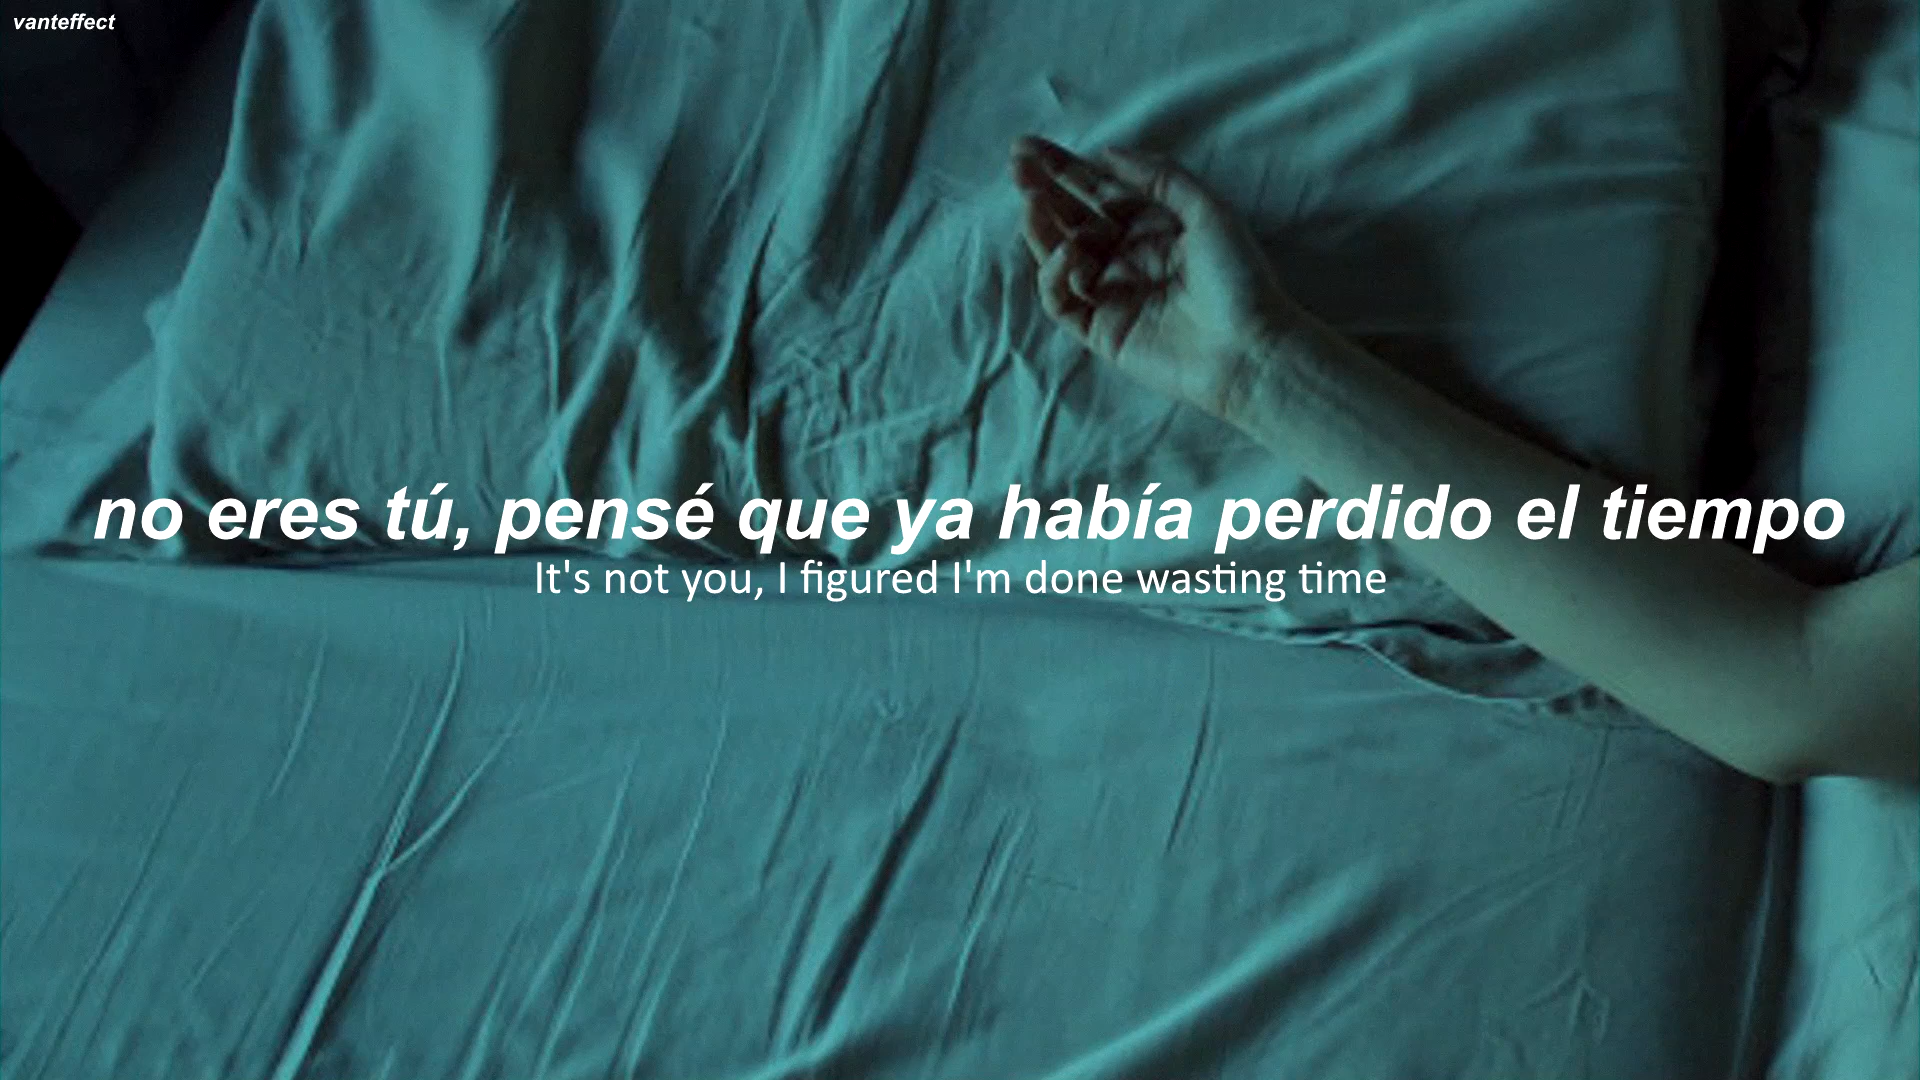 vanteffect
no eres tú, pensé que ya había perdido el tiempo
It's not you, I figured I'm done wasting time